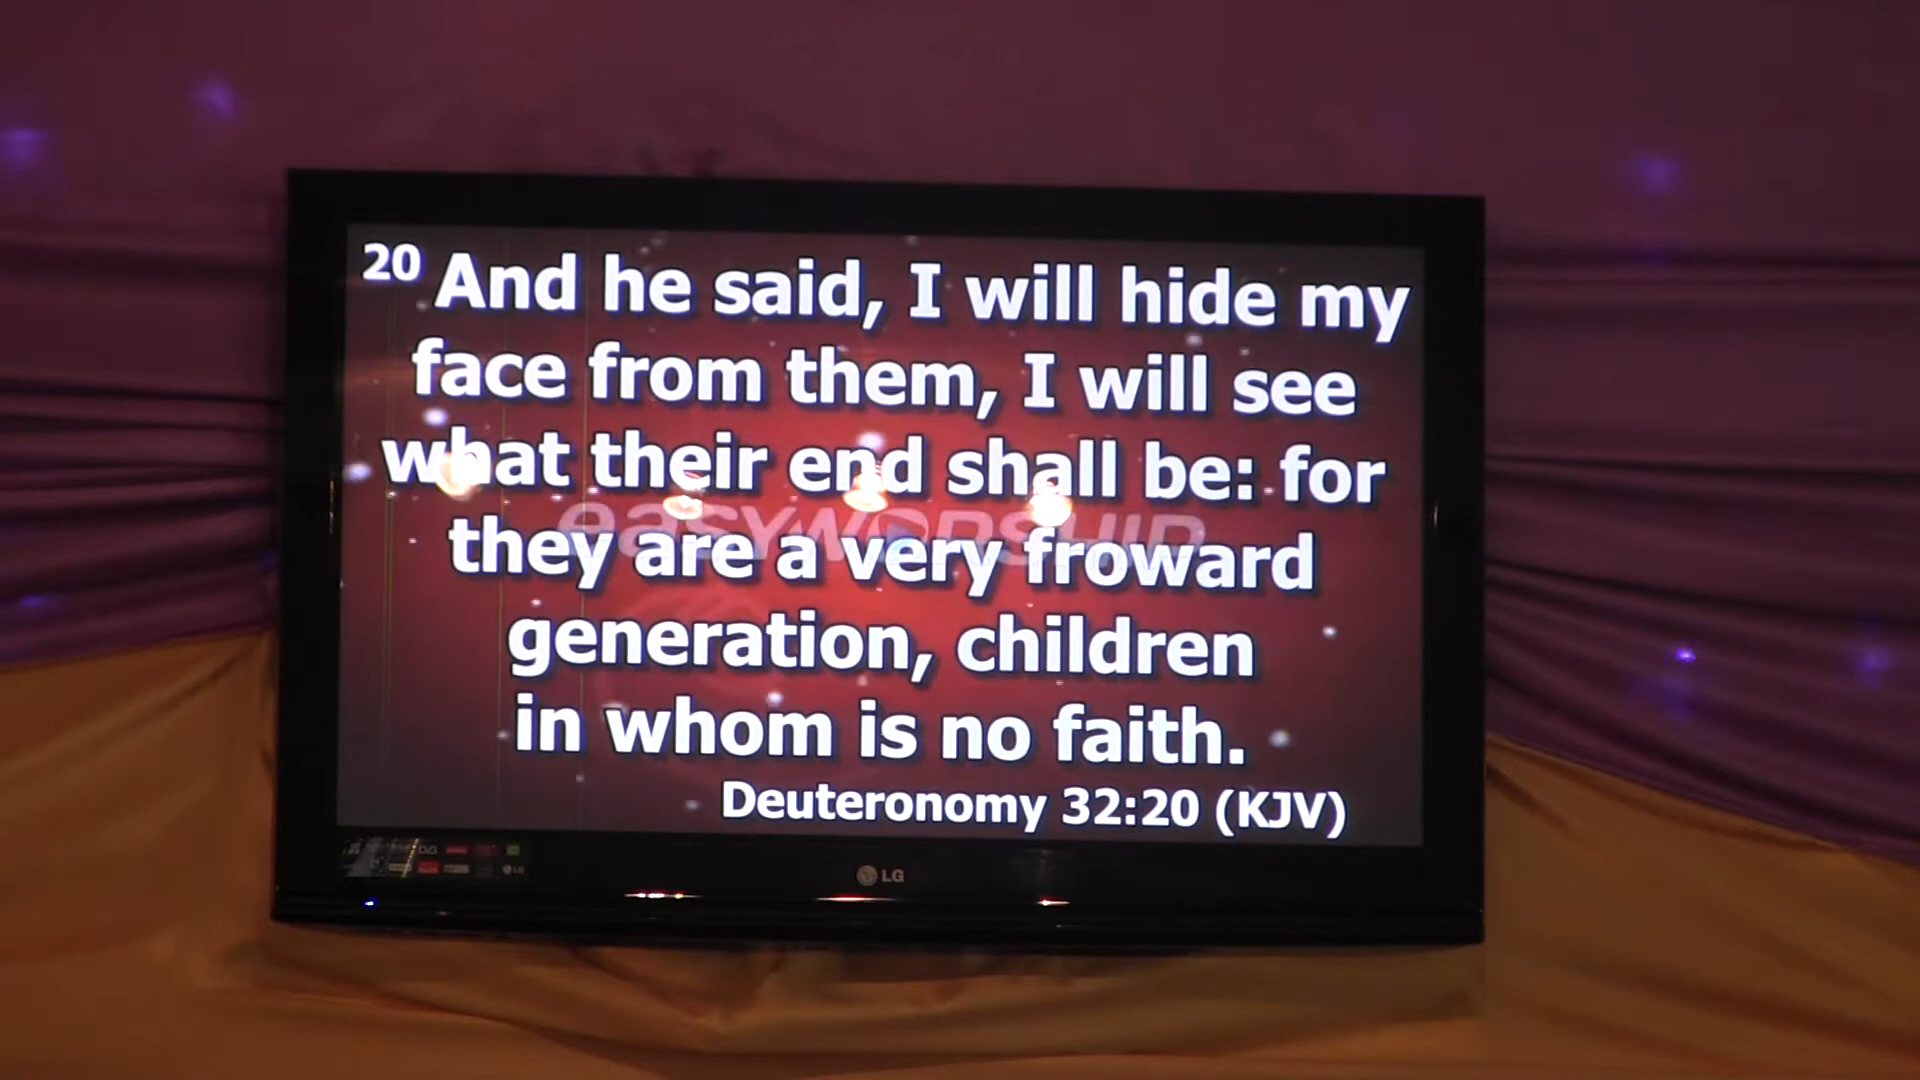 20 And he said, I will hide my
face from them, I will see
what their end shall be: for
they are a very froward
generation, children
in whom is no faith.
Deuteronomy 32:20 (KJV)
easyworship
LG